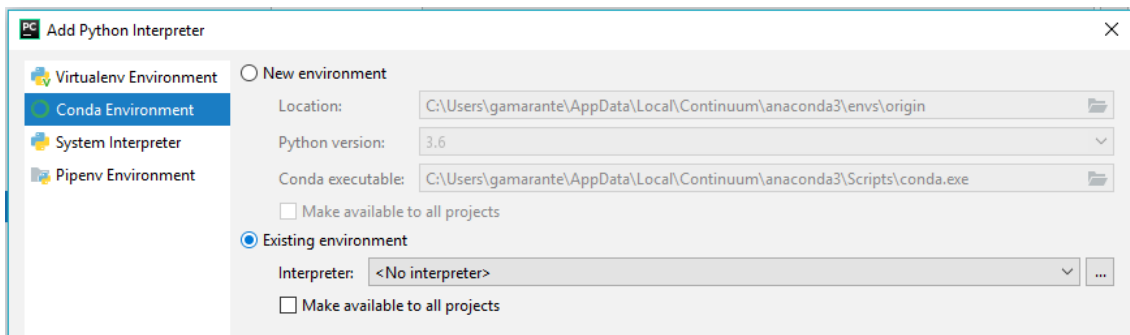 PC Add Python Interpreter
Virtualenv Environment
Conda Environment
System Interpreter
Pipenv Environment
New environment
Location: C:\Users\gamarante\AppData\Local\Continuum\anaconda3\envs\origin
Python version: 3.6
Conda executable: C:\Users\gamarante\AppData\Local\Continuum\anaconda3\Scripts\conda.exe
Make available to all projects
Existing environment
Interpreter: <No interpreter> ...
Make available to all projects